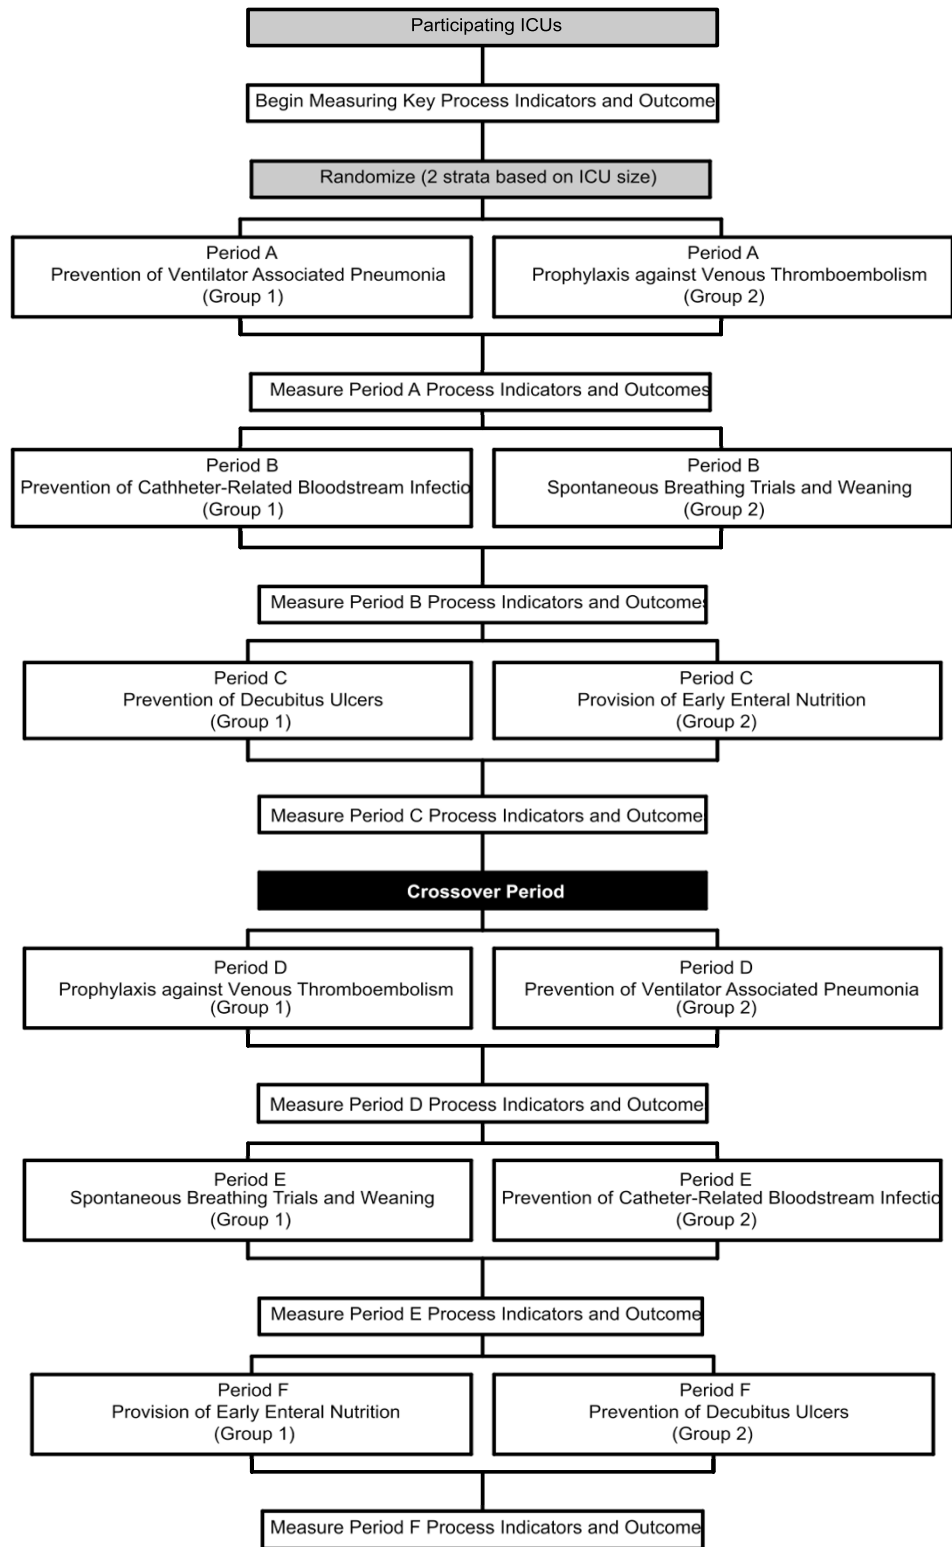 Participating ICUs
Begin Measuring Key Process Indicators and Outcome
Randomize (2 strata based on ICU size)
Period A
Prevention of Ventilator Associated Pneumonia
(Group 1)
Period A
Prophylaxis against Venous Thromboembolism
(Group 2)
Measure Period A Process Indicators and Outcomes
Period B
Prevention of Cathheter-Related Bloodstream Infectio
(Group 1)
Period B
Spontaneous Breathing Trials and Weaning
(Group 2)
Measure Period B Process Indicators and Outcomes
Period C
Prevention of Decubitus Ulcers
(Group 1)
Period C
Provision of Early Enteral Nutrition
(Group 2)
Measure Period C Process Indicators and Outcome
Crossover Period
Period D
Prophylaxis against Venous Thromboembolism
(Group 1)
Period D
Prevention of Ventilator Associated Pneumonia
(Group 2)
Measure Period D Process Indicators and Outcome
Period E
Spontaneous Breathing Trials and Weaning
(Group 1)
Period E
Prevention of Catheter-Related Bloodstream Infectio
(Group 2)
Measure Period E Process Indicators and Outcome
Period F
Provision of Early Enteral Nutrition
(Group 1)
Period F
Prevention of Decubitus Ulcers
(Group 2)
Measure Period F Process Indicators and Outcome